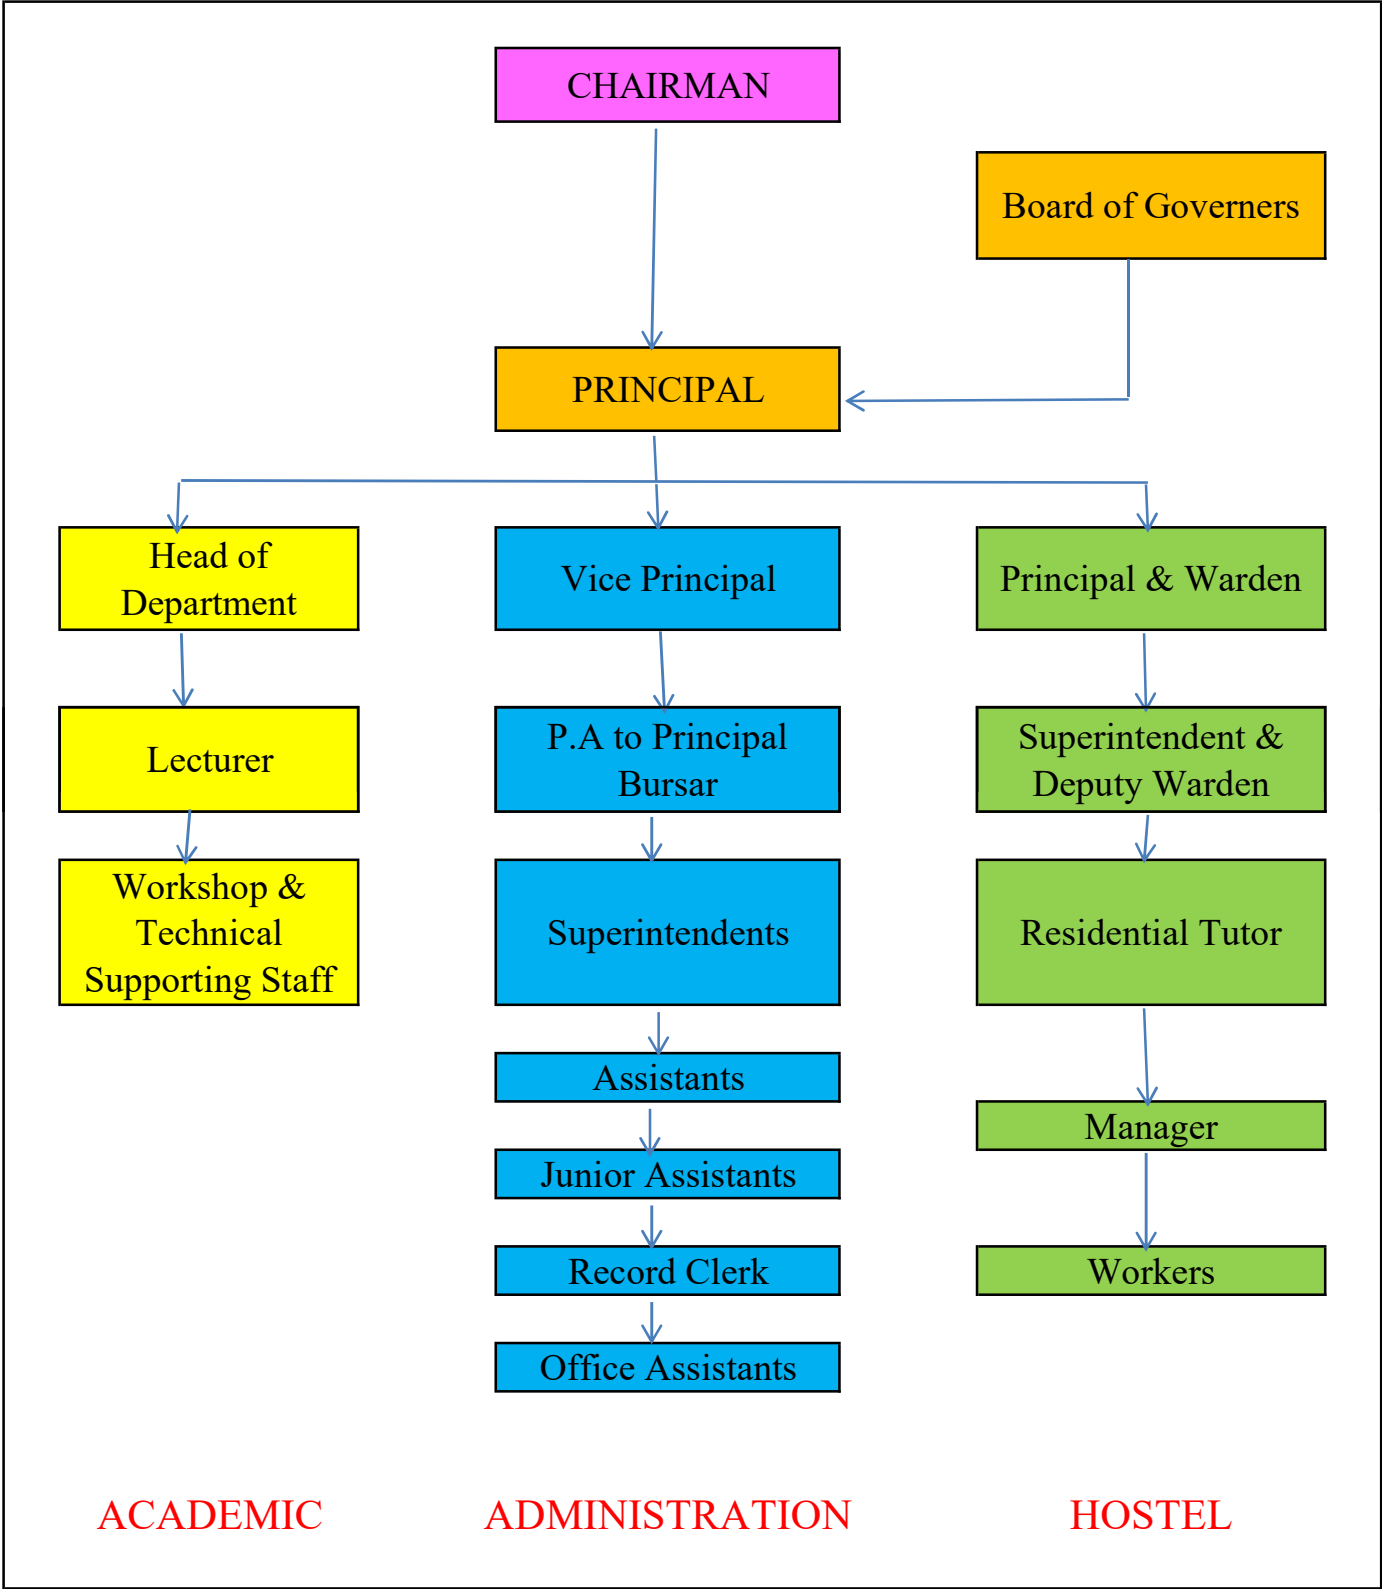 CHAIRMAN
Board of Governers
PRINCIPAL
Head of
Department
Vice Principal
Principal & Warden
Lecturer
P.A to Principal
Bursar
Superintendent &
Deputy Warden
Workshop &
Technical
Supporting Staff
Superintendents
Residential Tutor
Assistants
Manager
Junior Assistants
Record Clerk
Workers
Office Assistants
ACADEMIC
ADMINISTRATION
HOSTEL